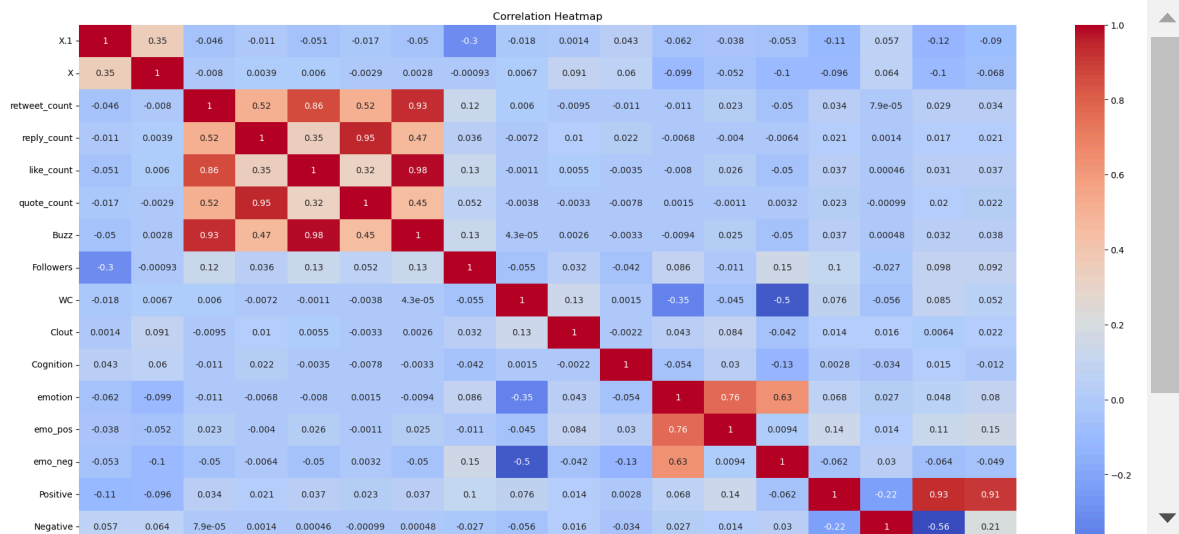 Correlation Heatmap
X.1 1 0.35 -0.046 -0.011 -0.051 -0.017 -0.05 -0.3 -0.018 0.0014 0.043 -0.062 -0.038 -0.053 -0.11 0.057 -0.12 -0.09
X 0.35 1 -0.008 0.0039 0.006 -0.0029 0.0028 -0.00093 0.0067 0.091 0.06 -0.099 -0.052 -0.1 -0.096 0.064 -0.1 -0.068
retweet_count -0.046 -0.008 1 0.52 0.86 0.52 0.93 0.12 0.006 -0.0095 -0.011 -0.011 0.023 -0.05 0.034 7.9e-05 0.029 0.034
reply_count -0.011 0.0039 0.52 1 0.35 0.95 0.47 0.036 -0.0072 0.01 0.022 -0.0068 -0.004 -0.0064 0.021 0.0014 0.017 0.021
like_count -0.051 0.006 0.86 0.35 1 0.32 0.98 0.13 -0.0011 0.0055 -0.0035 -0.008 0.026 -0.05 0.037 0.00046 0.031 0.037
quote_count -0.017 -0.0029 0.52 0.95 0.32 1 0.45 0.052 -0.0038 -0.0033 -0.0078 0.0015 -0.0011 0.0032 0.023 -0.00099 0.02 0.022
Buzz -0.05 0.0028 0.93 0.47 0.98 0.45 1 0.13 4.3e-05 0.0026 -0.0033 -0.0094 0.025 -0.05 0.037 0.00048 0.032 0.038
Followers -0.3 -0.00093 0.12 0.036 0.13 0.052 0.13 1 -0.055 0.032 -0.042 0.086 -0.011 0.15 0.1 -0.027 0.098 0.092
WC -0.018 0.0067 0.006 -0.0072 -0.0011 -0.0038 4.3e-05 -0.055 1 0.13 0.0015 -0.35 -0.045 -0.5 0.076 -0.056 0.085 0.052
Clout 0.0014 0.091 -0.0095 0.01 0.0055 -0.0033 0.0026 0.032 0.13 1 -0.0022 0.043 0.084 -0.042 0.014 0.016 0.0064 0.022
Cognition 0.043 0.06 -0.011 0.022 -0.0035 -0.0078 -0.0033 -0.042 0.0015 -0.0022 1 -0.054 0.03 -0.13 0.0028 -0.034 0.015 -0.012
emotion -0.062 -0.099 -0.011 -0.0068 -0.008 0.0015 -0.0094 0.086 -0.35 0.043 -0.054 1 0.76 0.63 0.068 0.027 0.048 0.08
emo_pos -0.038 -0.052 0.023 -0.004 0.026 -0.0011 0.025 -0.011 -0.045 0.084 0.03 0.76 1 0.0094 0.14 0.014 0.11 0.15
emo_neg -0.053 -0.1 -0.05 -0.0064 -0.05 0.0032 -0.05 0.15 -0.5 -0.042 -0.13 0.63 0.0094 1 -0.062 0.03 -0.064 -0.049
Positive -0.11 -0.096 0.034 0.021 0.037 0.023 0.037 0.1 0.076 0.014 0.0028 0.068 0.14 -0.062 1 -0.22 0.93 0.91
Negative 0.057 0.064 7.9e-05 0.0014 0.00046 -0.00099 0.00048 -0.027 -0.056 0.016 -0.034 0.027 0.014 0.03 -0.22 1 -0.56 0.21
1.0
0.8
0.6
0.4
0.2
0.0
−0.2